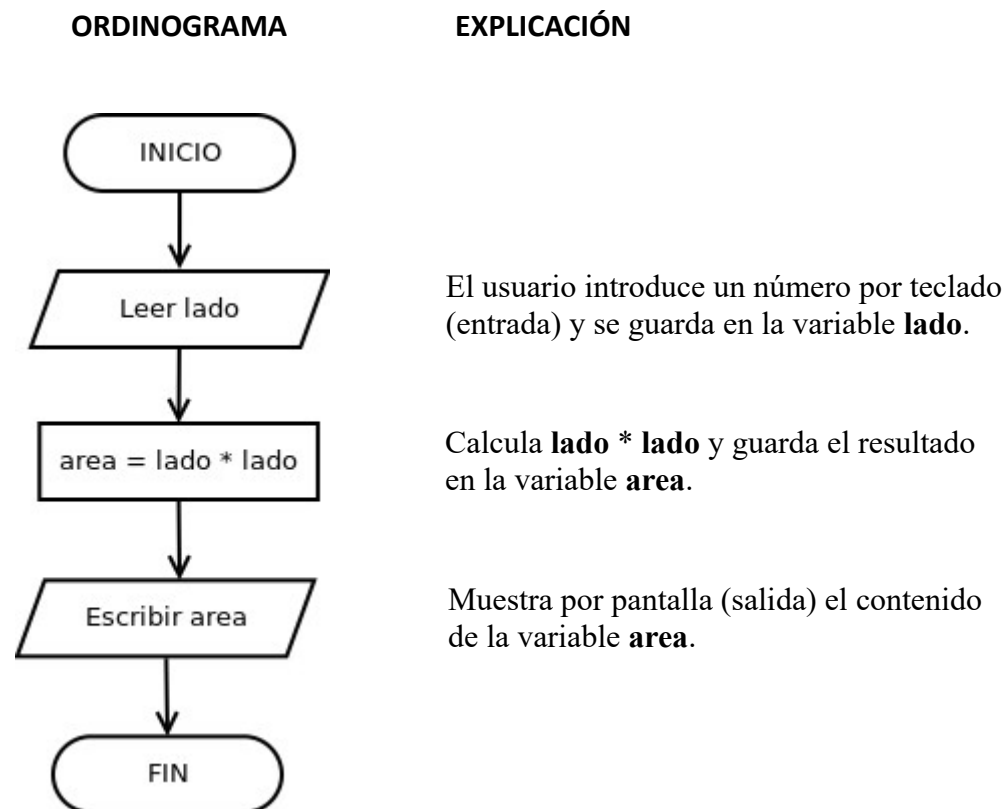 ORDINOGRAMA EXPLICACIÓN
INICIO
Leer lado
El usuario introduce un número por teclado
(entrada) y se guarda en la variable lado.
area = lado * lado
Calcula lado * lado y guarda el resultado
en la variable area.
Escribir area
Muestra por pantalla (salida) el contenido
de la variable area.
FIN